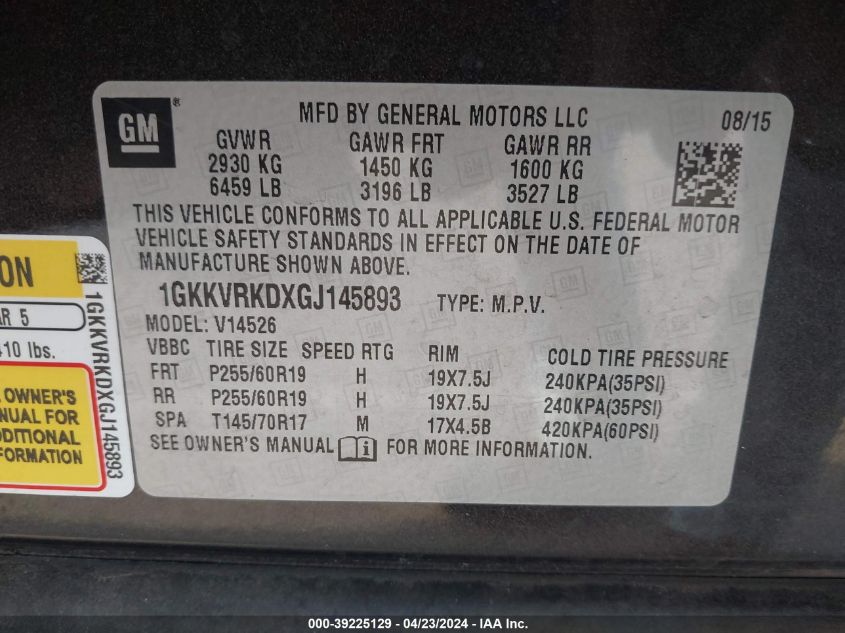 GM ®
MFD BY GENERAL MOTORS LLC 08/15
GVWR GAWR FRT GAWR RR
2930 KG 1450 KG 1600 KG
6459 LB 3196 LB 3527 LB
THIS VEHICLE CONFORMS TO ALL APPLICABLE U.S. FEDERAL MOTOR
VEHICLE SAFETY STANDARDS IN EFFECT ON THE DATE OF
MANUFACTURE SHOWN ABOVE.
1GKKVRKDXGJ145893 TYPE: M.P.V.
MODEL: V14526
VBBC TIRE SIZE SPEED RTG RIM COLD TIRE PRESSURE
FRT P255/60R19 H 19X7.5J 240KPA(35PSI)
RR P255/60R19 H 19X7.5J 240KPA(35PSI)
SPA T145/70R17 M 17X4.5B 420KPA(60PSI)
SEE OWNER'S MANUAL i FOR MORE INFORMATION.
ON
AR 5
410 lbs.
OWNER'S
NUAL FOR
DDITIONAL
FORMATION
1GKKVRKDXGJ145893
000-39225129 - 04/23/2024 - IAA Inc.